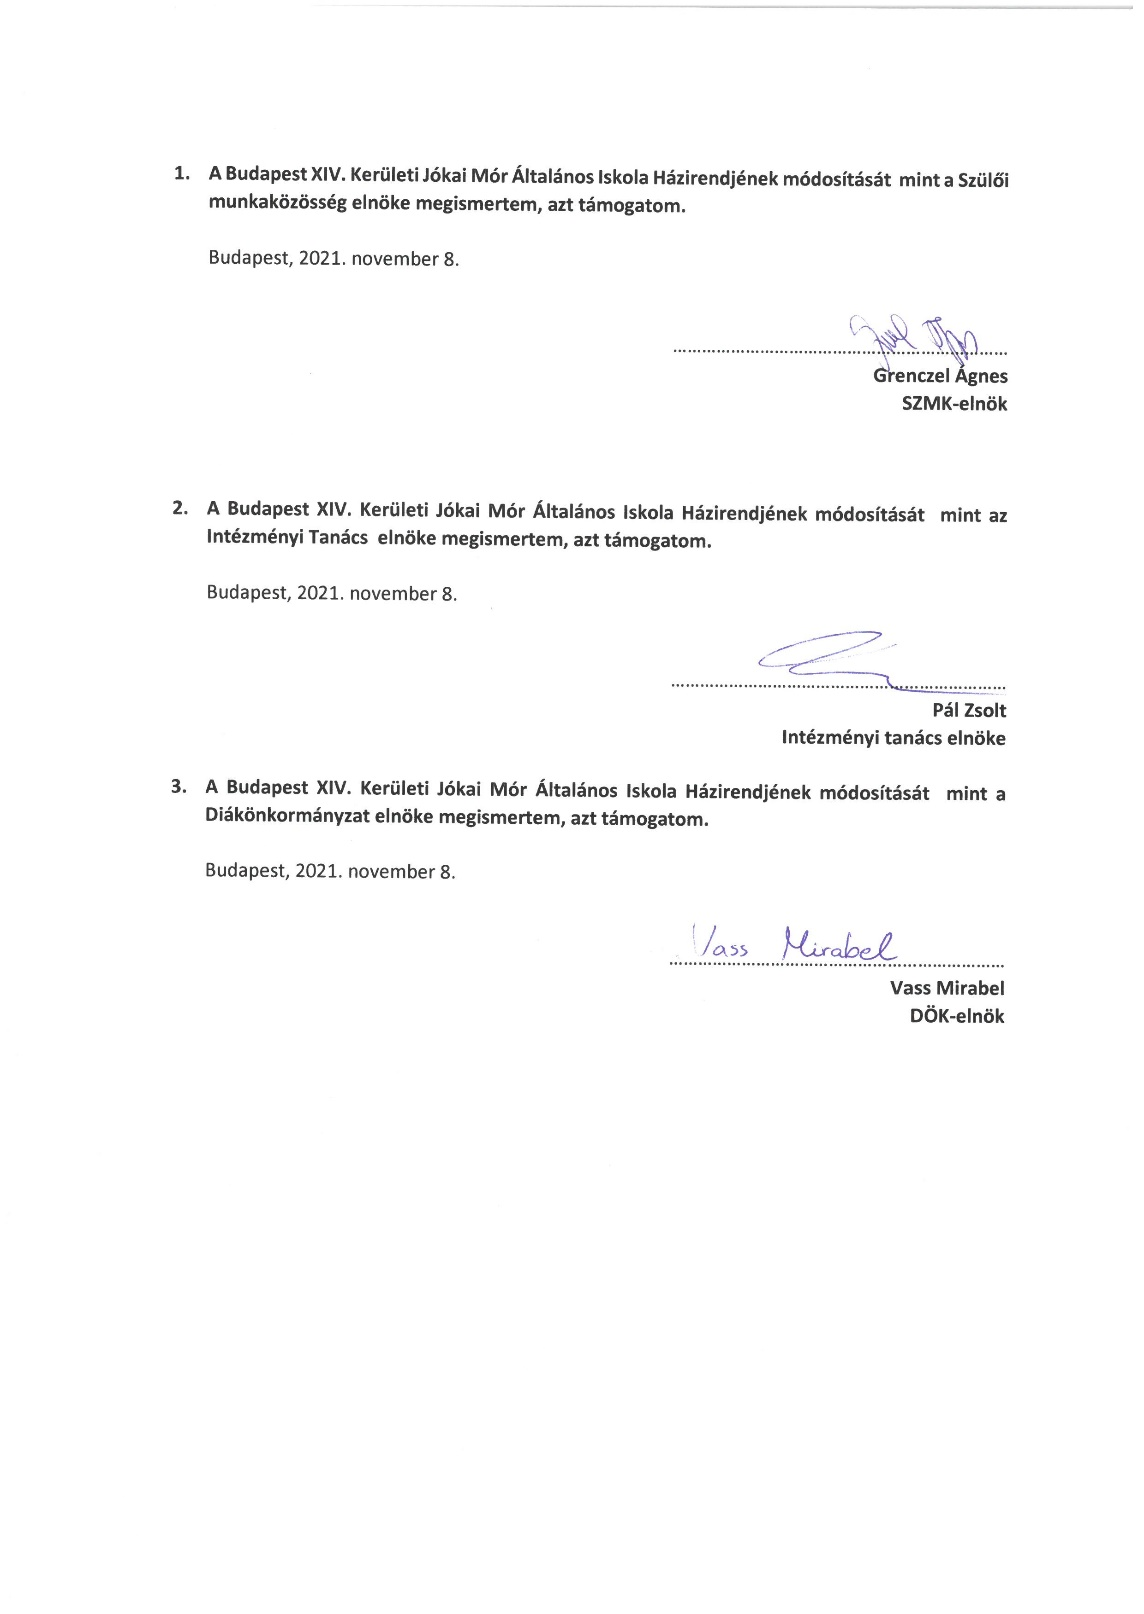 1. A Budapest XIV. Kerületi Jókai Mór Általános Iskola Házirendjének módosítását mint a Szülői
munkaközösség elnöke megismertem, azt támogatom.
Budapest, 2021. november 8.
Grenczel Ágnes
SZMK-elnök
2. A Budapest XIV. Kerületi Jókai Mór Általános Iskola Házirendjének módosítását mint az
Intézményi Tanács elnöke megismertem, azt támogatom.
Budapest, 2021. november 8.
Pál Zsolt
Intézményi tanács elnöke
3. A Budapest XIV. Kerületi Jókai Mór Általános Iskola Házirendjének módosítását mint a
Diákönkormányzat elnöke megismertem, azt támogatom.
Budapest, 2021. november 8.
Vass Mirabel
Vass Mirabel
DÖK-elnök